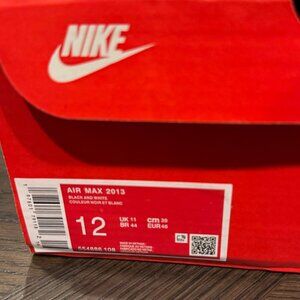 NIKE
AIR MAX 2013
BLACK AND WHITE
COULEUR NOIR ET BLANC
12
UK 11
cm 30
BR 44
EUR 46